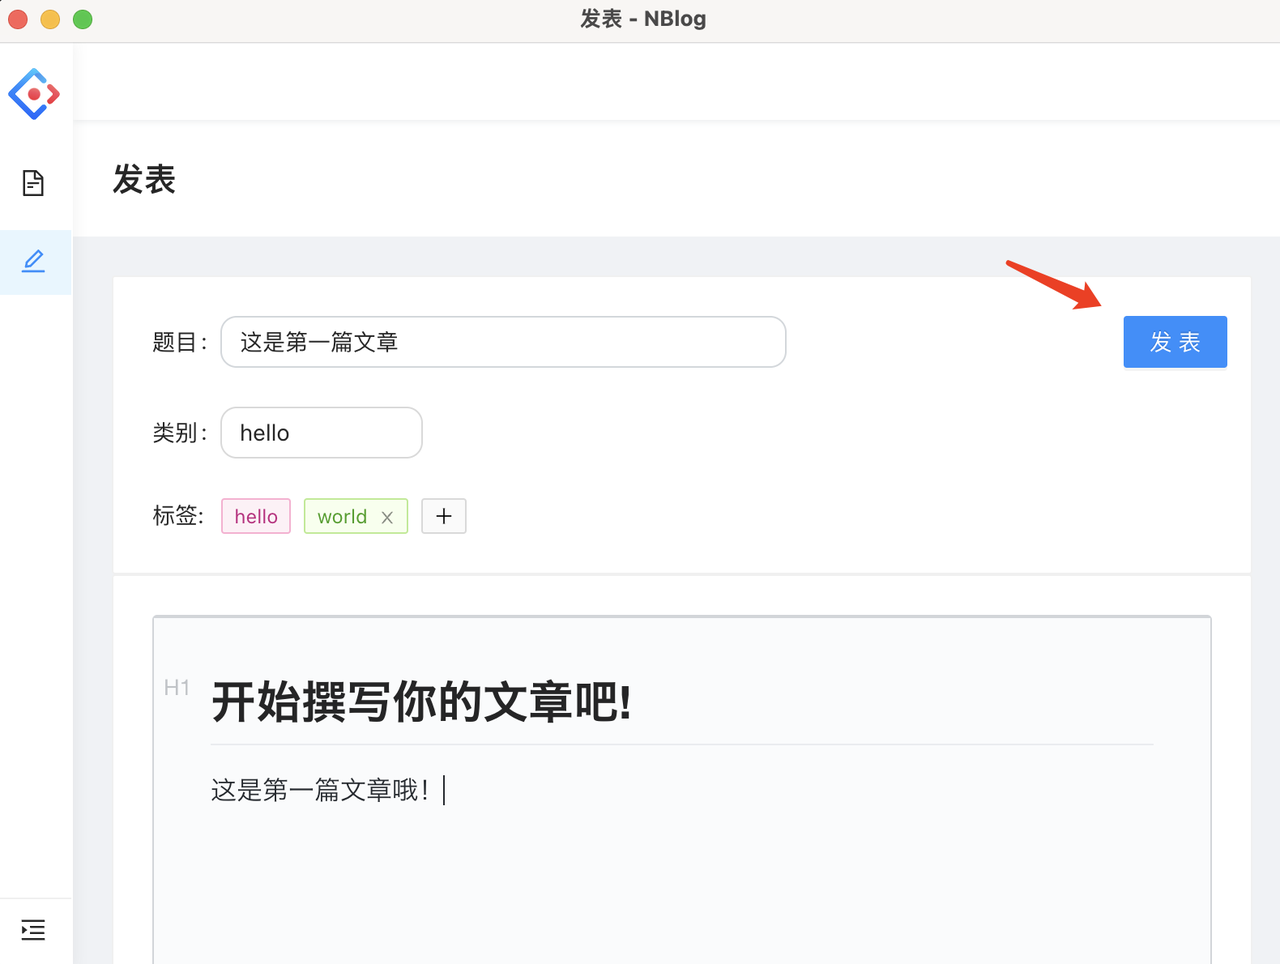 发表 - NBlog
发表
题目： 这是第一篇文章 发 表
类别： hello
标签: hello world × +
H1 开始撰写你的文章吧!
这是第一篇文章哦！